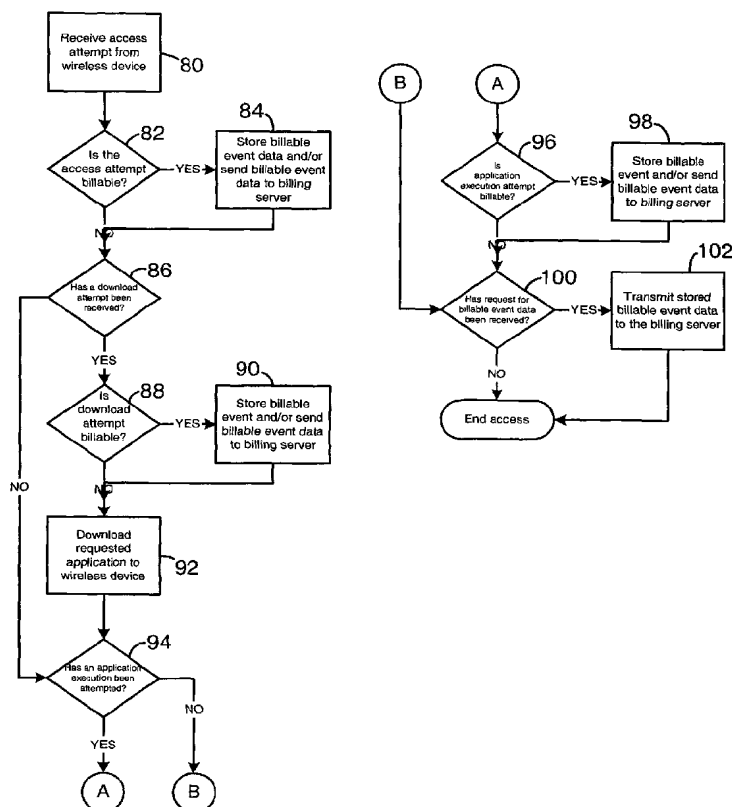 Receive access
attempt from
wireless device
80
82
Is the
access attempt
billable?
YES
84
Store billable
event data and/or
send billable event
data to billing
server
NO
86
Has a download
attempt been
received?
YES
NO
88
Is
download
attempt
billable?
YES
90
Store billable
event and/or send
billable event data
to billing server
NO
Download
requested
application to
wireless device
92
94
Has an application
execution been
attempted?
NO
YES
A
B
B
A
96
Is
application
execution attempt
billable?
YES
98
Store billable
event and/or send
billable event data
to billing server
NO
100
Has request for
billable event data
been received?
YES
102
Transmit stored
billable event data
to the billing server
NO
End access